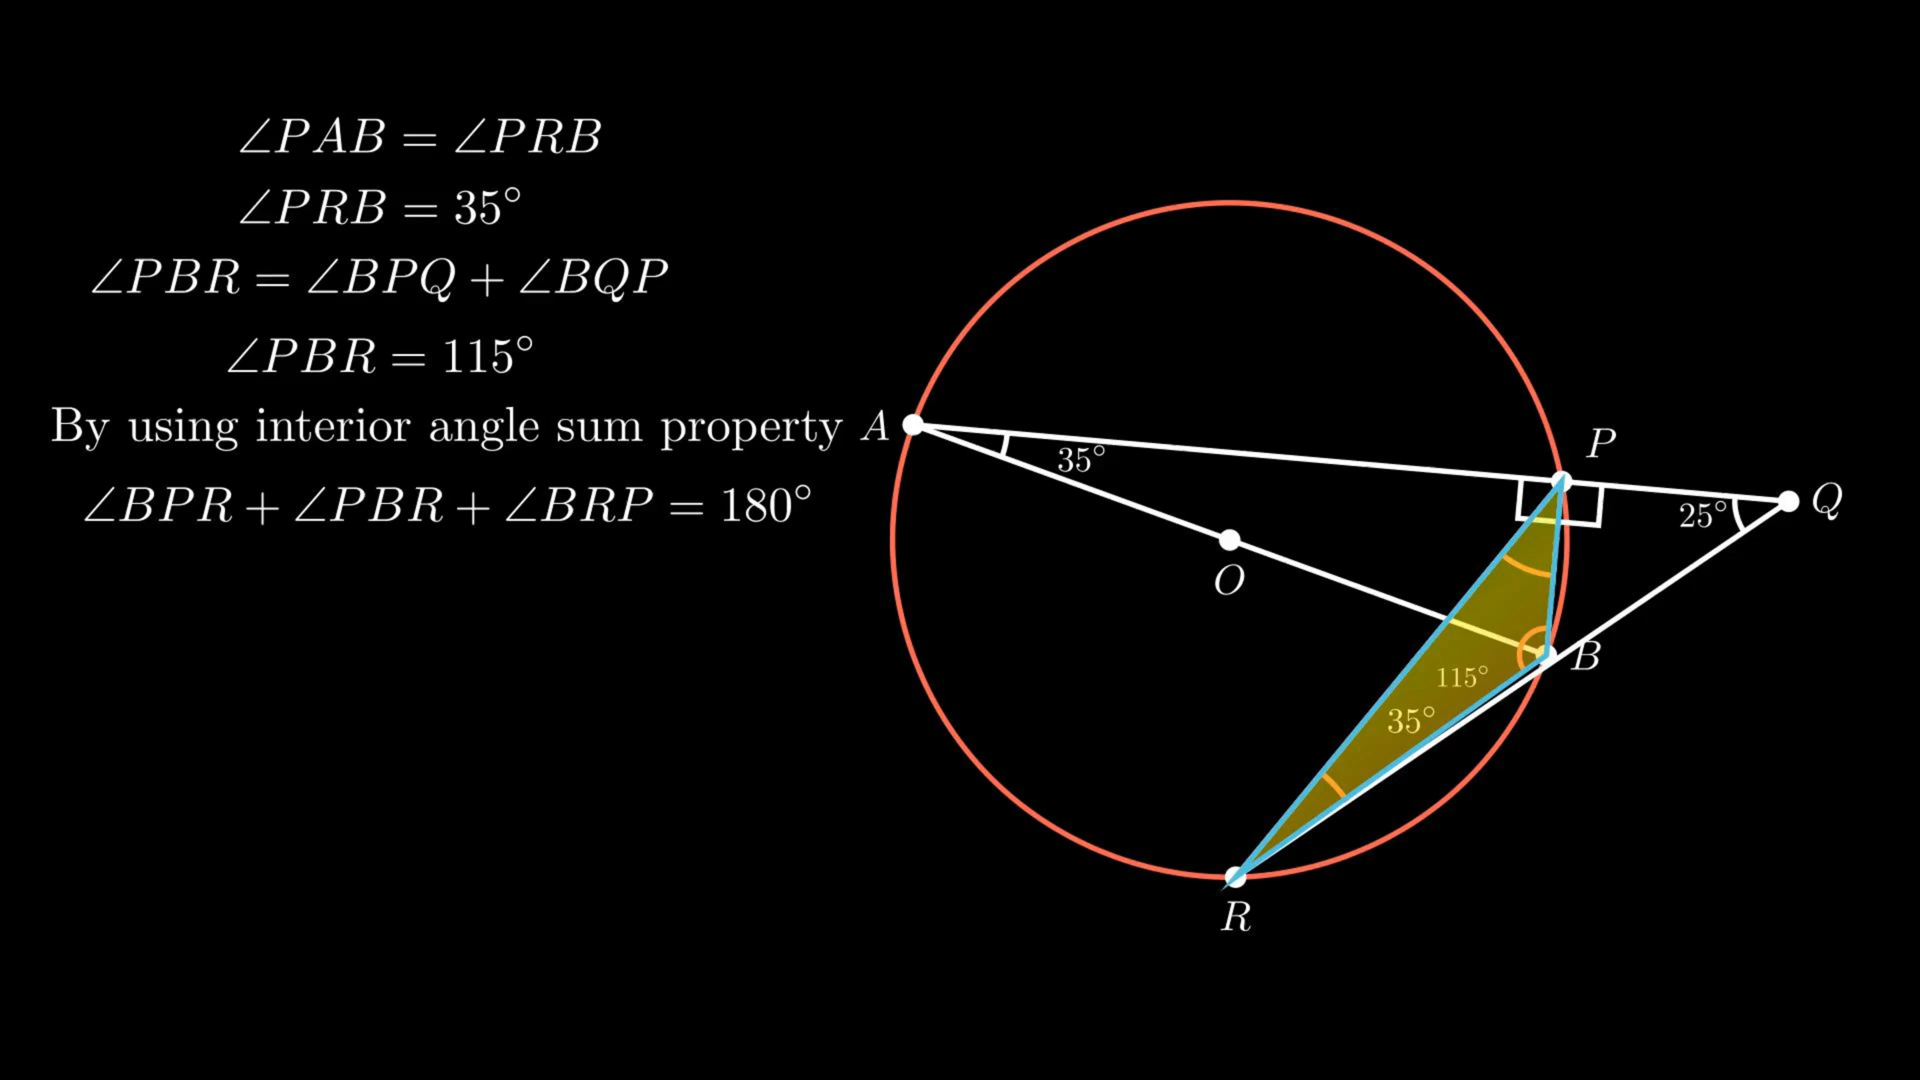 ∠PAB = ∠PRB
∠PRB = 35°
∠PBR = ∠BPQ + ∠BQP
∠PBR = 115°
By using interior angle sum property
∠BPR + ∠PBR + ∠BRP = 180°
A
35°
P
25°
Q
O
B
115°
35°
R